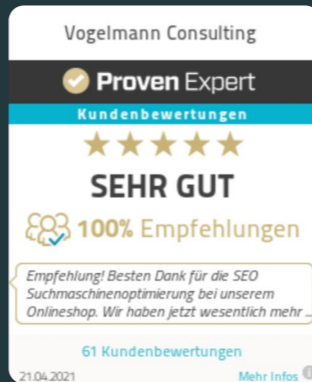 Vogelmann Consulting
Proven Expert
Kundenbewertungen
SEHR GUT
100% Empfehlungen
Empfehlung! Besten Dank für die SEO
Suchmaschinenoptimierung bei unserem
Onlineshop. Wir haben jetzt wesentlich mehr ...
61 Kundenbewertungen
21.04.2021 Mehr Infos